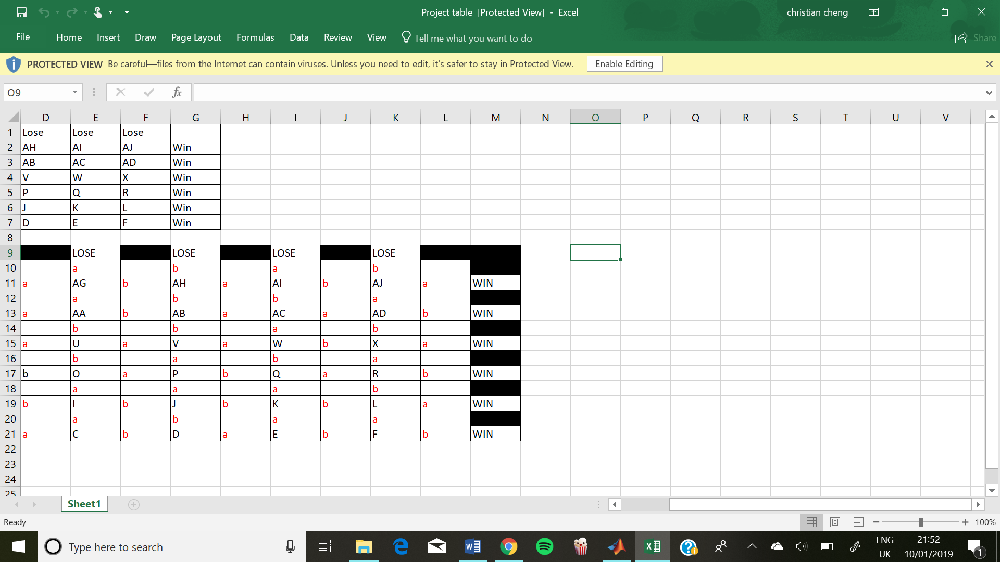 Project table [Protected View] - Excel
christian cheng
File Home Insert Draw Page Layout Formulas Data Review View Tell me what you want to do Share
PROTECTED VIEW Be careful—files from the Internet can contain viruses. Unless you need to edit, it's safer to stay in Protected View. Enable Editing
O9 fx
D E F G H I J K L M N O P Q R S T U V
1 Lose Lose Lose
2 AH AI AJ Win
3 AB AC AD Win
4 V W X Win
5 P Q R Win
6 J K L Win
7 D E F Win
8
9 LOSE LOSE LOSE LOSE
10 a b a b
11 a AG b AH a AI b AJ a WIN
12 a b b a
13 a AA b AB a AC a AD b WIN
14 b b a b
15 a U a V a W b X a WIN
16 b a b a
17 b O a P b Q a R b WIN
18 a a a b
19 b I b J b K b L a WIN
20 a b a a
21 a C b D a E b F b WIN
22
23
24
25
Sheet1
Ready 100%
Type here to search
ENG 21:52
UK 10/01/2019 1